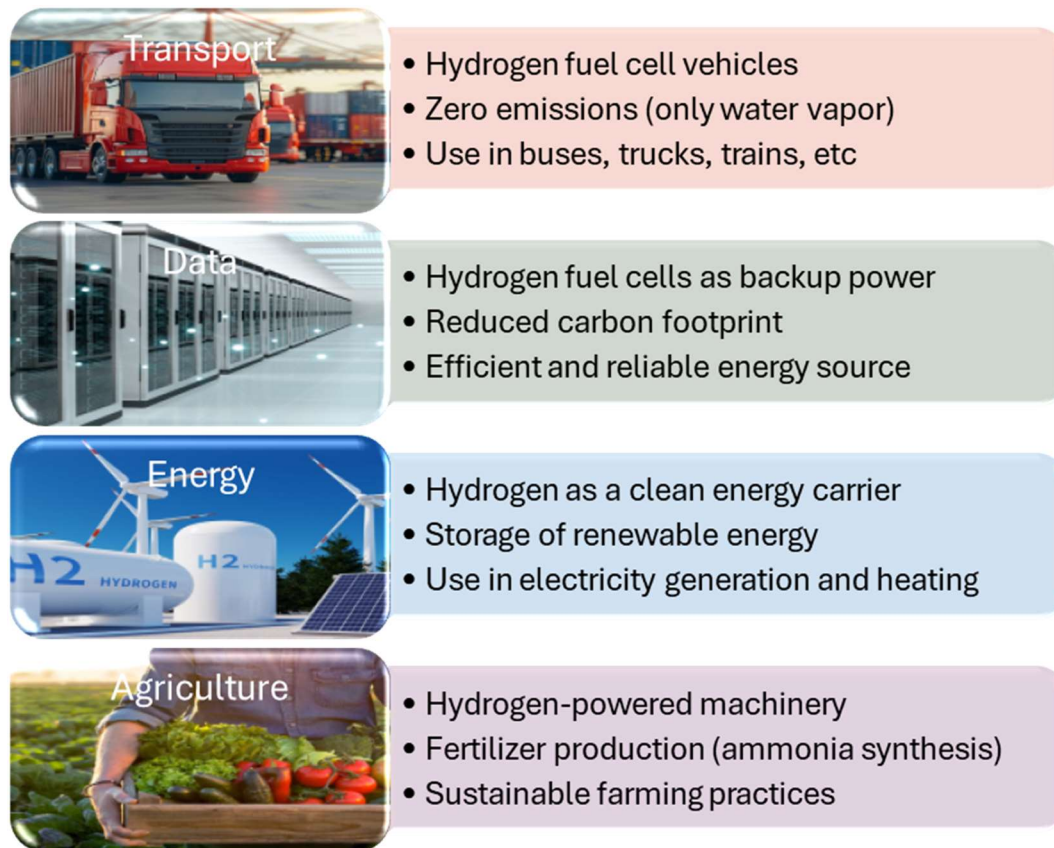 Transport
• Hydrogen fuel cell vehicles
• Zero emissions (only water vapor)
• Use in buses, trucks, trains, etc
Data
• Hydrogen fuel cells as backup power
• Reduced carbon footprint
• Efficient and reliable energy source
Energy
H2 HYDROGEN
H2
• Hydrogen as a clean energy carrier
• Storage of renewable energy
• Use in electricity generation and heating
Agriculture
• Hydrogen-powered machinery
• Fertilizer production (ammonia synthesis)
• Sustainable farming practices